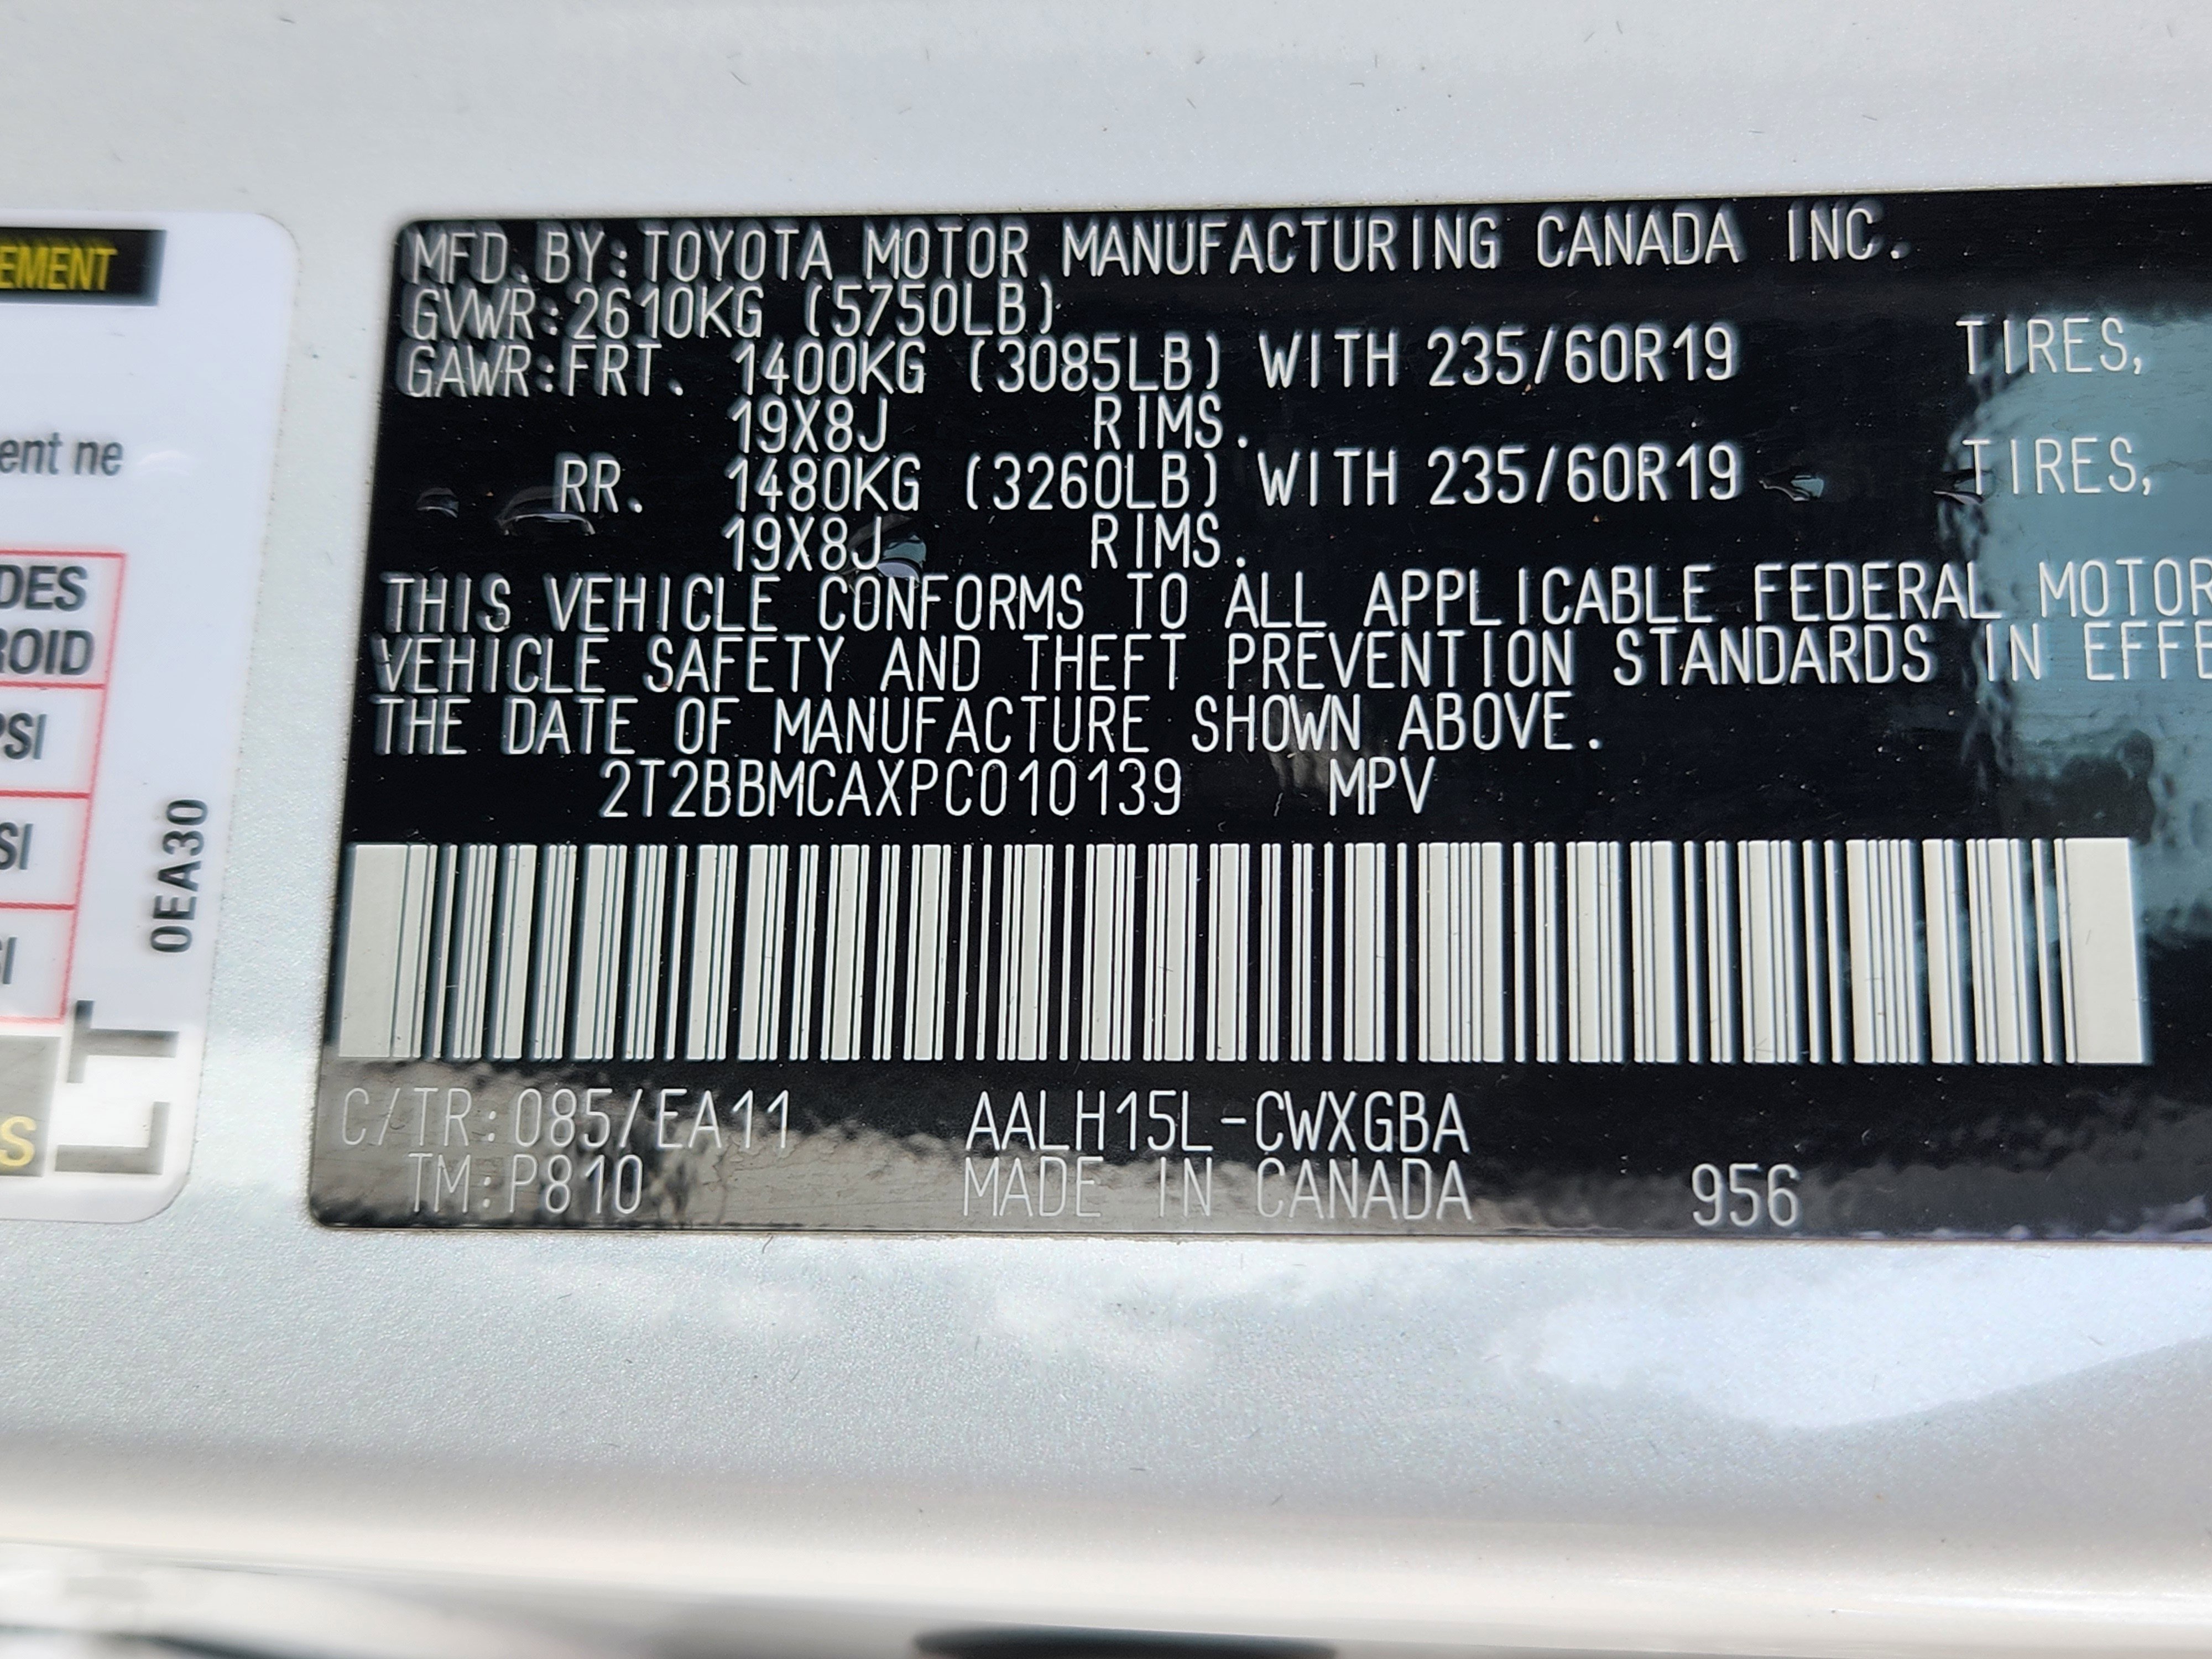 MFD.BY:TOYOTA MOTOR MANUFACTURING CANADA INC.
GVWR:2610KG (5750LB)
GAWR:FRT. 1400KG (3085LB) WITH 235/60R19 TIRES,
19X8J RIMS.
RR. 1480KG (3260LB) WITH 235/60R19 TIRES,
19X8J RIMS.
THIS VEHICLE CONFORMS TO ALL APPLICABLE FEDERAL MOTOR
VEHICLE SAFETY AND THEFT PREVENTION STANDARDS IN EFFE
THE DATE OF MANUFACTURE SHOWN ABOVE.
2T2BBMCAXPC010139 MPV
C/TR:085/EA11 AALH15L-CWXGBA
TM:P810 MADE IN CANADA 956
EMENT
ent ne
DES
ROID
PSI
SI
SI
0EA30
LT
S